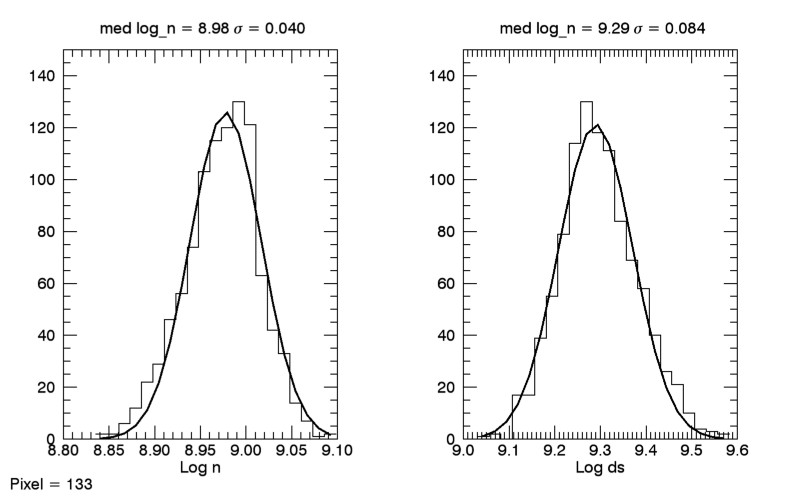 med log_n = 8.98 σ = 0.040
med log_n = 9.29 σ = 0.084
140
120
100
80
60
40
20
0
8.80 8.85 8.90 8.95 9.00 9.05 9.10
Log n
140
120
100
80
60
40
20
0
9.0 9.1 9.2 9.3 9.4 9.5 9.6
Log ds
Pixel = 133